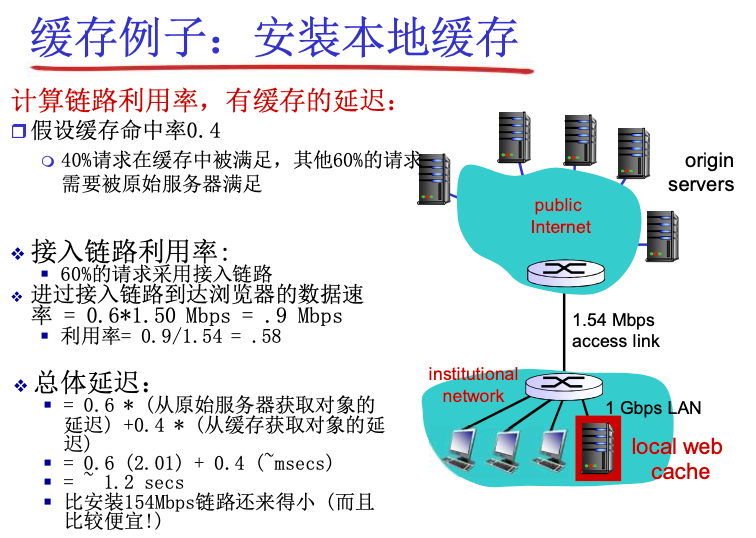 缓存例子：安装本地缓存
计算链路利用率，有缓存的延迟：
假设缓存命中率0.4
40%请求在缓存中被满足，其他60%的请求
需要被原始服务器满足
接入链路利用率:
60%的请求采用接入链路
进过接入链路到达浏览器的数据速
率 = 0.6*1.50 Mbps = .9 Mbps
利用率= 0.9/1.54 = .58
总体延迟：
= 0.6 * (从原始服务器获取对象的
延迟) +0.4 * (从缓存获取对象的延
迟)
= 0.6 (2.01) + 0.4 (~msecs)
= ~ 1.2 secs
比安装154Mbps链路还来得小 (而且
比较便宜!)
origin
servers
public
Internet
1.54 Mbps
access link
institutional
network
1 Gbps LAN
local web
cache